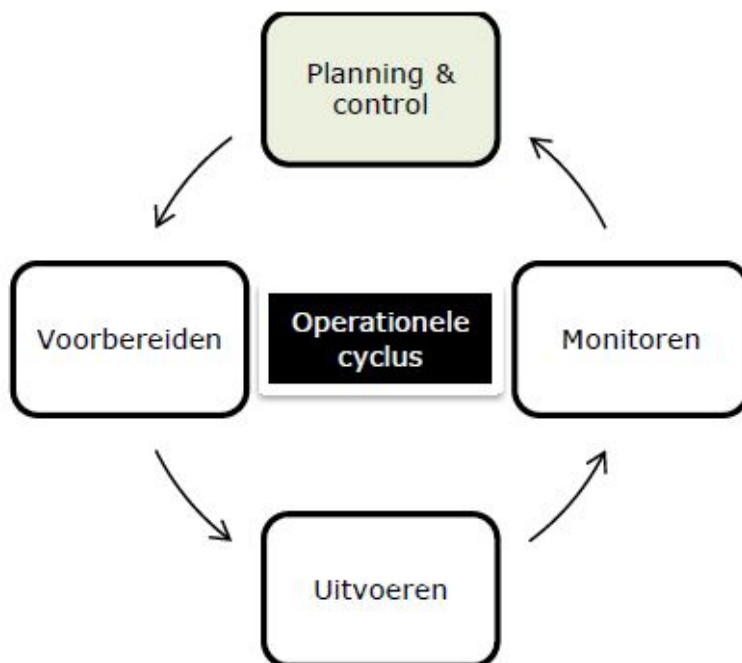 Planning &
control
Voorbereiden
Operationele
cyclus
Monitoren
Uitvoeren